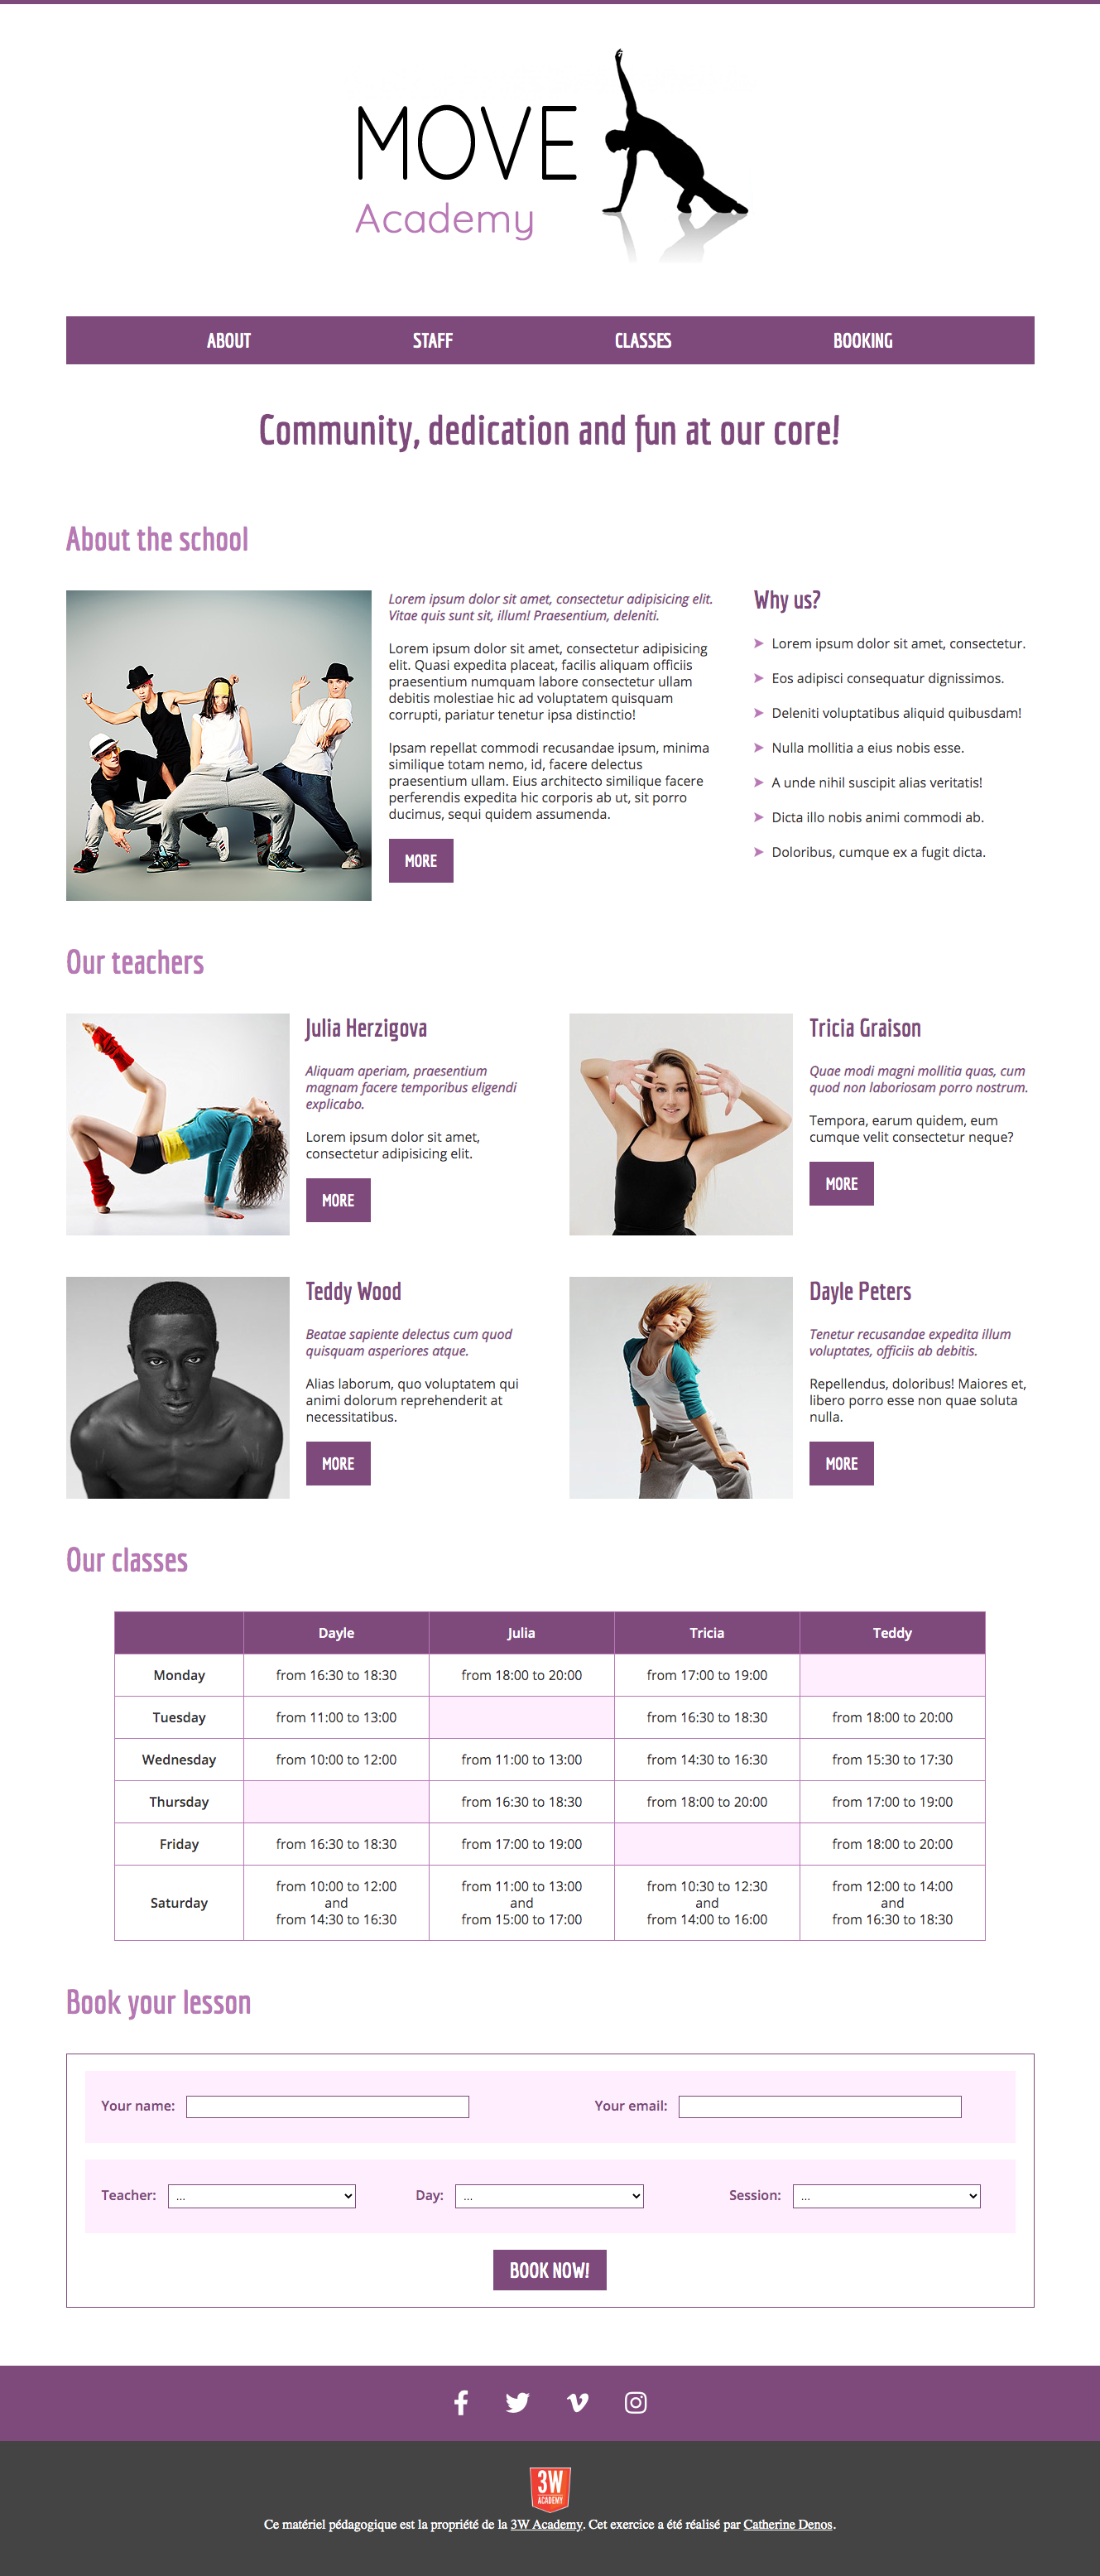 MOVE
Academy
ABOUT STAFF CLASSES BOOKING
Community, dedication and fun at our core!
About the school
Lorem ipsum dolor sit amet, consectetur adipisicing elit.
Vitae quis sunt sit, illum! Praesentium, deleniti.
Lorem ipsum dolor sit amet, consectetur adipisicing
elit. Quasi expedita placeat, facilis aliquam officiis
praesentium numquam labore consectetur ullam
debitis molestiae hic ad voluptatem quisquam
corrupti, pariatur tenetur ipsa distinctio!
Ipsam repellat commodi recusandae ipsum, minima
similique totam nemo, id, facere delectus
praesentium ullam. Eius architecto similique facere
perferendis expedita hic corporis ab ut, sit porro
ducimus, sequi quidem assumenda.
MORE
Why us?
Lorem ipsum dolor sit amet, consectetur.
Eos adipisci consequatur dignissimos.
Deleniti voluptatibus aliquid quibusdam!
Nulla mollitia a eius nobis esse.
A unde nihil suscipit alias veritatis!
Dicta illo nobis animi commodi ab.
Doloribus, cumque ex a fugit dicta.
Our teachers
Julia Herzigova
Aliquam aperiam, praesentium
magnam facere temporibus eligendi
explicabo.
Lorem ipsum dolor sit amet,
consectetur adipisicing elit.
MORE
Tricia Graison
Quae modi magni mollitia quas, cum
quod non laboriosam porro nostrum.
Tempora, earum quidem, eum
cumque velit consectetur neque?
MORE
Teddy Wood
Beatae sapiente delectus cum quod
quisquam asperiores atque.
Alias laborum, quo voluptatem qui
animi dolorum reprehenderit at
necessitatibus.
MORE
Dayle Peters
Tenetur recusandae expedita illum
voluptates, officiis ab debitis.
Repellendus, doloribus! Maiores et,
libero porro esse non quae soluta
nulla.
MORE
Our classes
Dayle Julia Tricia Teddy
Monday from 16:30 to 18:30 from 18:00 to 20:00 from 17:00 to 19:00
Tuesday from 11:00 to 13:00 from 16:30 to 18:30 from 18:00 to 20:00
Wednesday from 10:00 to 12:00 from 11:00 to 13:00 from 14:30 to 16:30 from 15:30 to 17:30
Thursday from 16:30 to 18:30 from 18:00 to 20:00 from 17:00 to 19:00
Friday from 16:30 to 18:30 from 17:00 to 19:00 from 18:00 to 20:00
from 10:00 to 12:00 from 11:00 to 13:00 from 10:30 to 12:30 from 12:00 to 14:00
Saturday and and and and
from 14:30 to 16:30 from 15:00 to 17:00 from 14:00 to 16:00 from 16:30 to 18:30
Book your lesson
Your name: Your email:
Teacher: ... Day: ... Session: ...
BOOK NOW!
3W
ACADEMY
Ce matériel pédagogique est la propriété de la 3W Academy. Cet exercice a été réalisé par Catherine Denos.